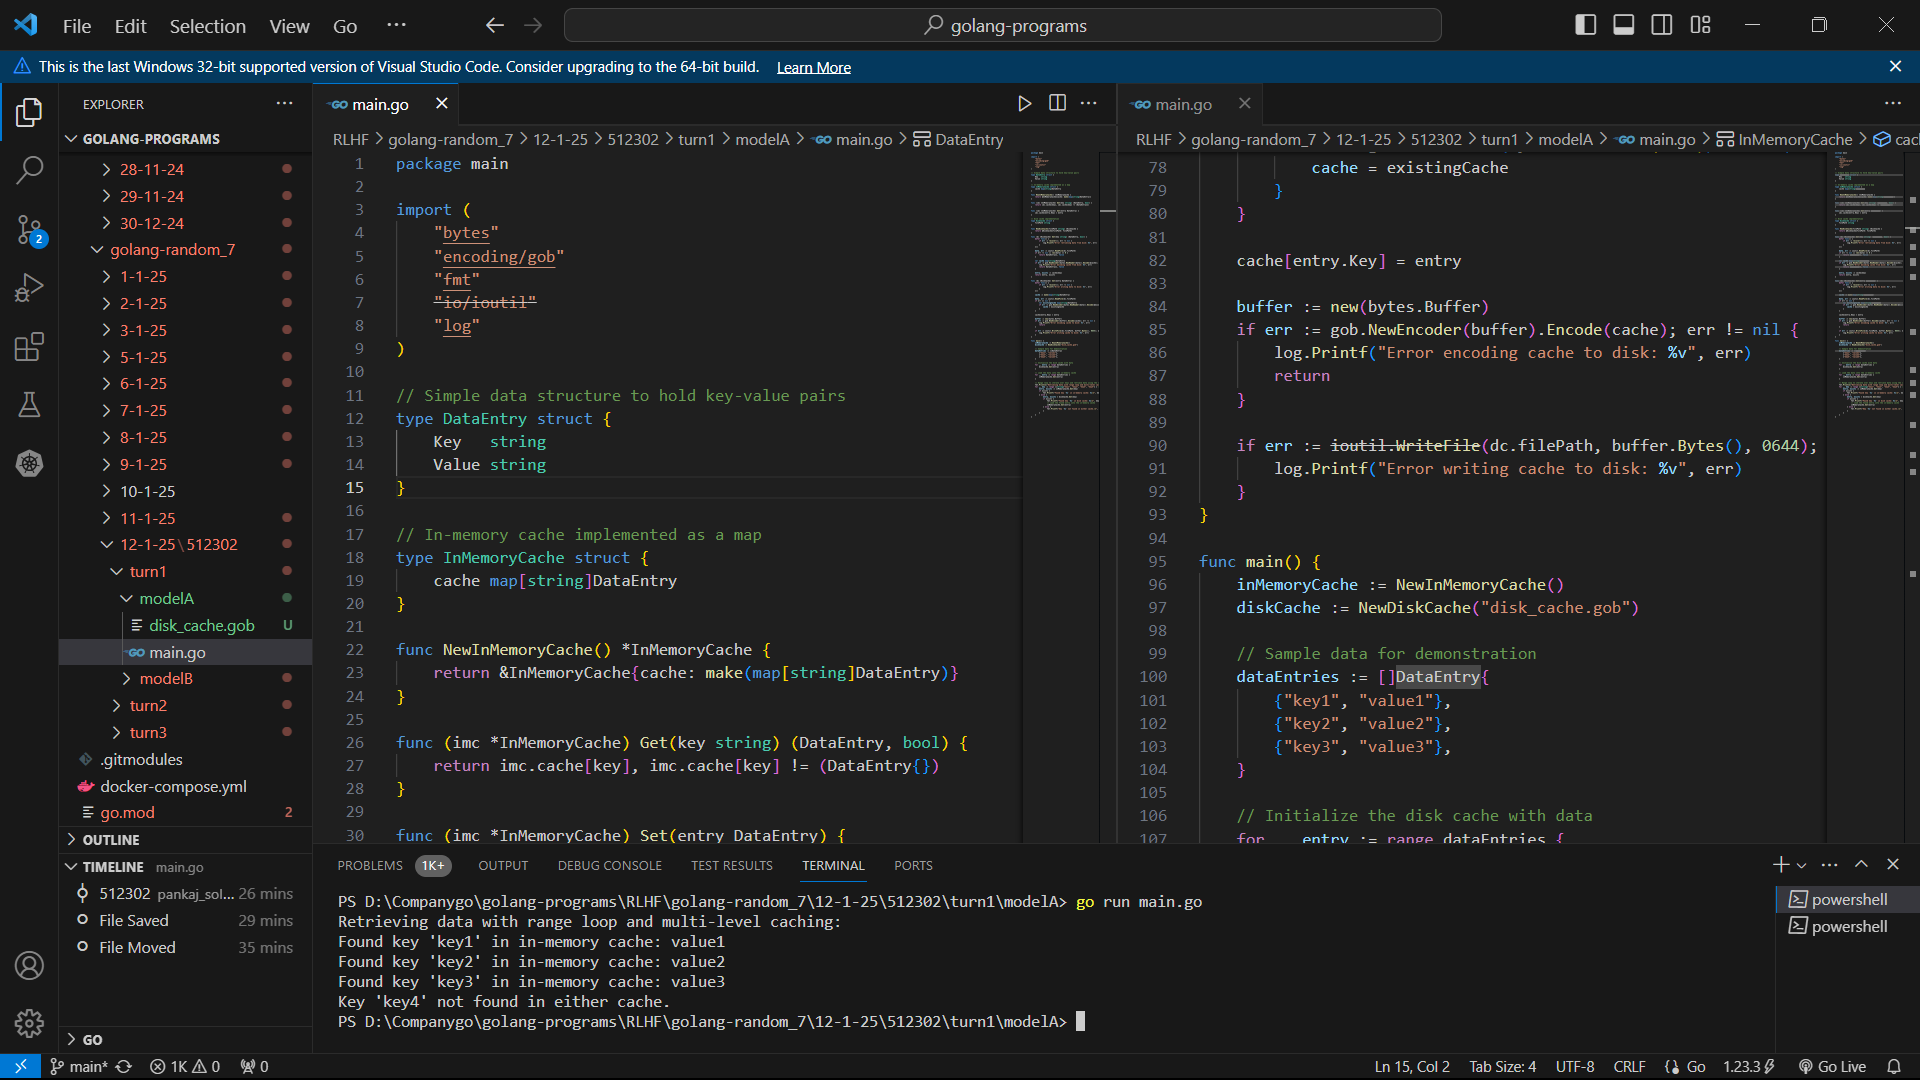 File Edit Selection View Go ···
golang-programs
This is the last Windows 32-bit supported version of Visual Studio Code. Consider upgrading to the 64-bit build. Learn More
EXPLORER
GOLANG-PROGRAMS
28-11-24
29-11-24
30-12-24
golang-random_7
1-1-25
2-1-25
3-1-25
5-1-25
6-1-25
7-1-25
8-1-25
9-1-25
10-1-25
11-1-25
12-1-25\512302
turn1
modelA
disk_cache.gob U
main.go
modelB
turn2
turn3
.gitmodules
docker-compose.yml
go.mod 2
OUTLINE
TIMELINE main.go
512302 pankaj_sol... 26 mins
File Saved 29 mins
File Moved 35 mins
GO
main.go
RLHF > golang-random_7 > 12-1-25 > 512302 > turn1 > modelA > main.go > DataEntry
1 package main
2
3 import (
4 "bytes"
5 "encoding/gob"
6 "fmt"
7 "io/ioutil"
8 "log"
9 )
10
11 // Simple data structure to hold key-value pairs
12 type DataEntry struct {
13 Key string
14 Value string
15 }
16
17 // In-memory cache implemented as a map
18 type InMemoryCache struct {
19 cache map[string]DataEntry
20 }
21
22 func NewInMemoryCache() *InMemoryCache {
23 return &InMemoryCache{cache: make(map[string]DataEntry)}
24 }
25
26 func (imc *InMemoryCache) Get(key string) (DataEntry, bool) {
27 return imc.cache[key], imc.cache[key] != (DataEntry{})
28 }
29
30 func (imc *InMemoryCache) Set(entry DataEntry) {
main.go
RLHF > golang-random_7 > 12-1-25 > 512302 > turn1 > modelA > main.go > InMemoryCache > cac
78 cache = existingCache
79 }
80 }
81
82 cache[entry.Key] = entry
83
84 buffer := new(bytes.Buffer)
85 if err := gob.NewEncoder(buffer).Encode(cache); err != nil {
86 log.Printf("Error encoding cache to disk: %v", err)
87 return
88 }
89
90 if err := ioutil.WriteFile(dc.filePath, buffer.Bytes(), 0644);
91 log.Printf("Error writing cache to disk: %v", err)
92 }
93 }
94
95 func main() {
96 inMemoryCache := NewInMemoryCache()
97 diskCache := NewDiskCache("disk_cache.gob")
98
99 // Sample data for demonstration
100 dataEntries := []DataEntry{
101 {"key1", "value1"},
102 {"key2", "value2"},
103 {"key3", "value3"},
104 }
105
106 // Initialize the disk cache with data
107 for _, entry := range dataEntries {
PROBLEMS 1K+ OUTPUT DEBUG CONSOLE TEST RESULTS TERMINAL PORTS
PS D:\Companygo\golang-programs\RLHF\golang-random_7\12-1-25\512302\turn1\modelA> go run main.go
Retrieving data with range loop and multi-level caching:
Found key 'key1' in in-memory cache: value1
Found key 'key2' in in-memory cache: value2
Found key 'key3' in in-memory cache: value3
Key 'key4' not found in either cache.
PS D:\Companygo\golang-programs\RLHF\golang-random_7\12-1-25\512302\turn1\modelA>
powershell
powershell
2
main* 1K 0 0 Ln 15, Col 2 Tab Size: 4 UTF-8 CRLF Go 1.23.3 Go Live